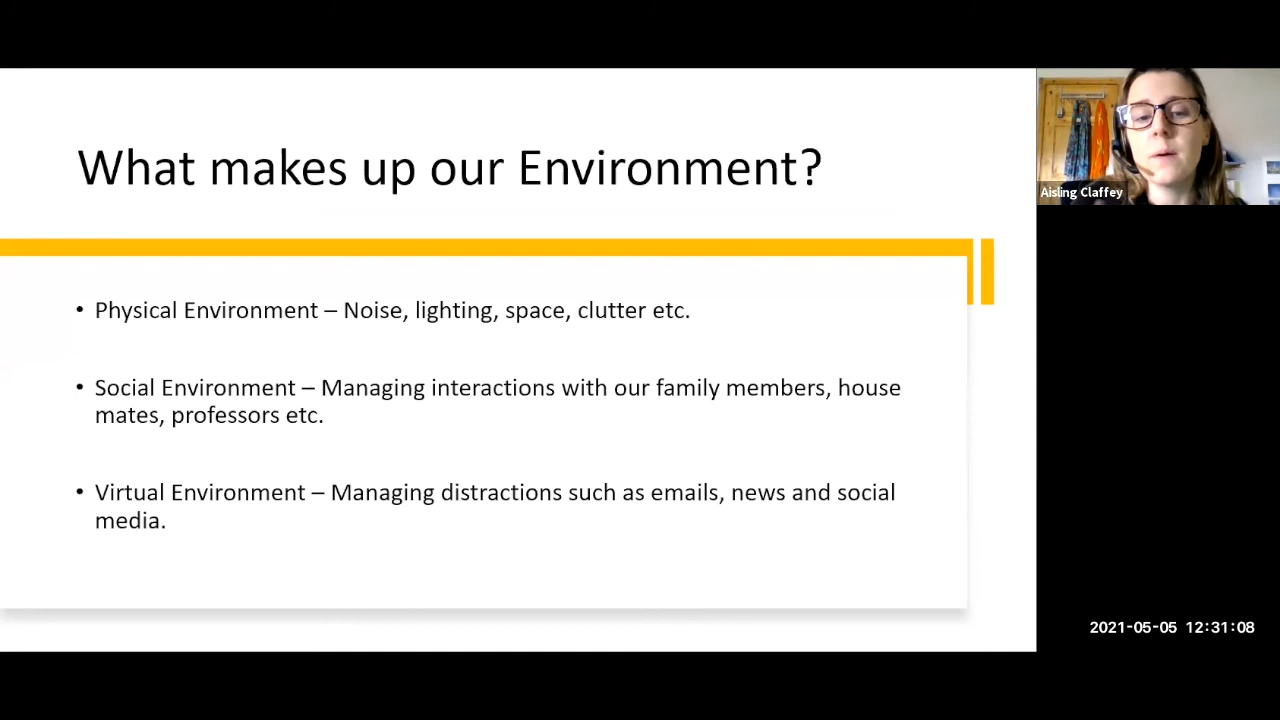 What makes up our Environment?
• Physical Environment – Noise, lighting, space, clutter etc.
• Social Environment – Managing interactions with our family members, house
mates, professors etc.
• Virtual Environment – Managing distractions such as emails, news and social
media.
Aisling Claffey
2021-05-05 12:31:08